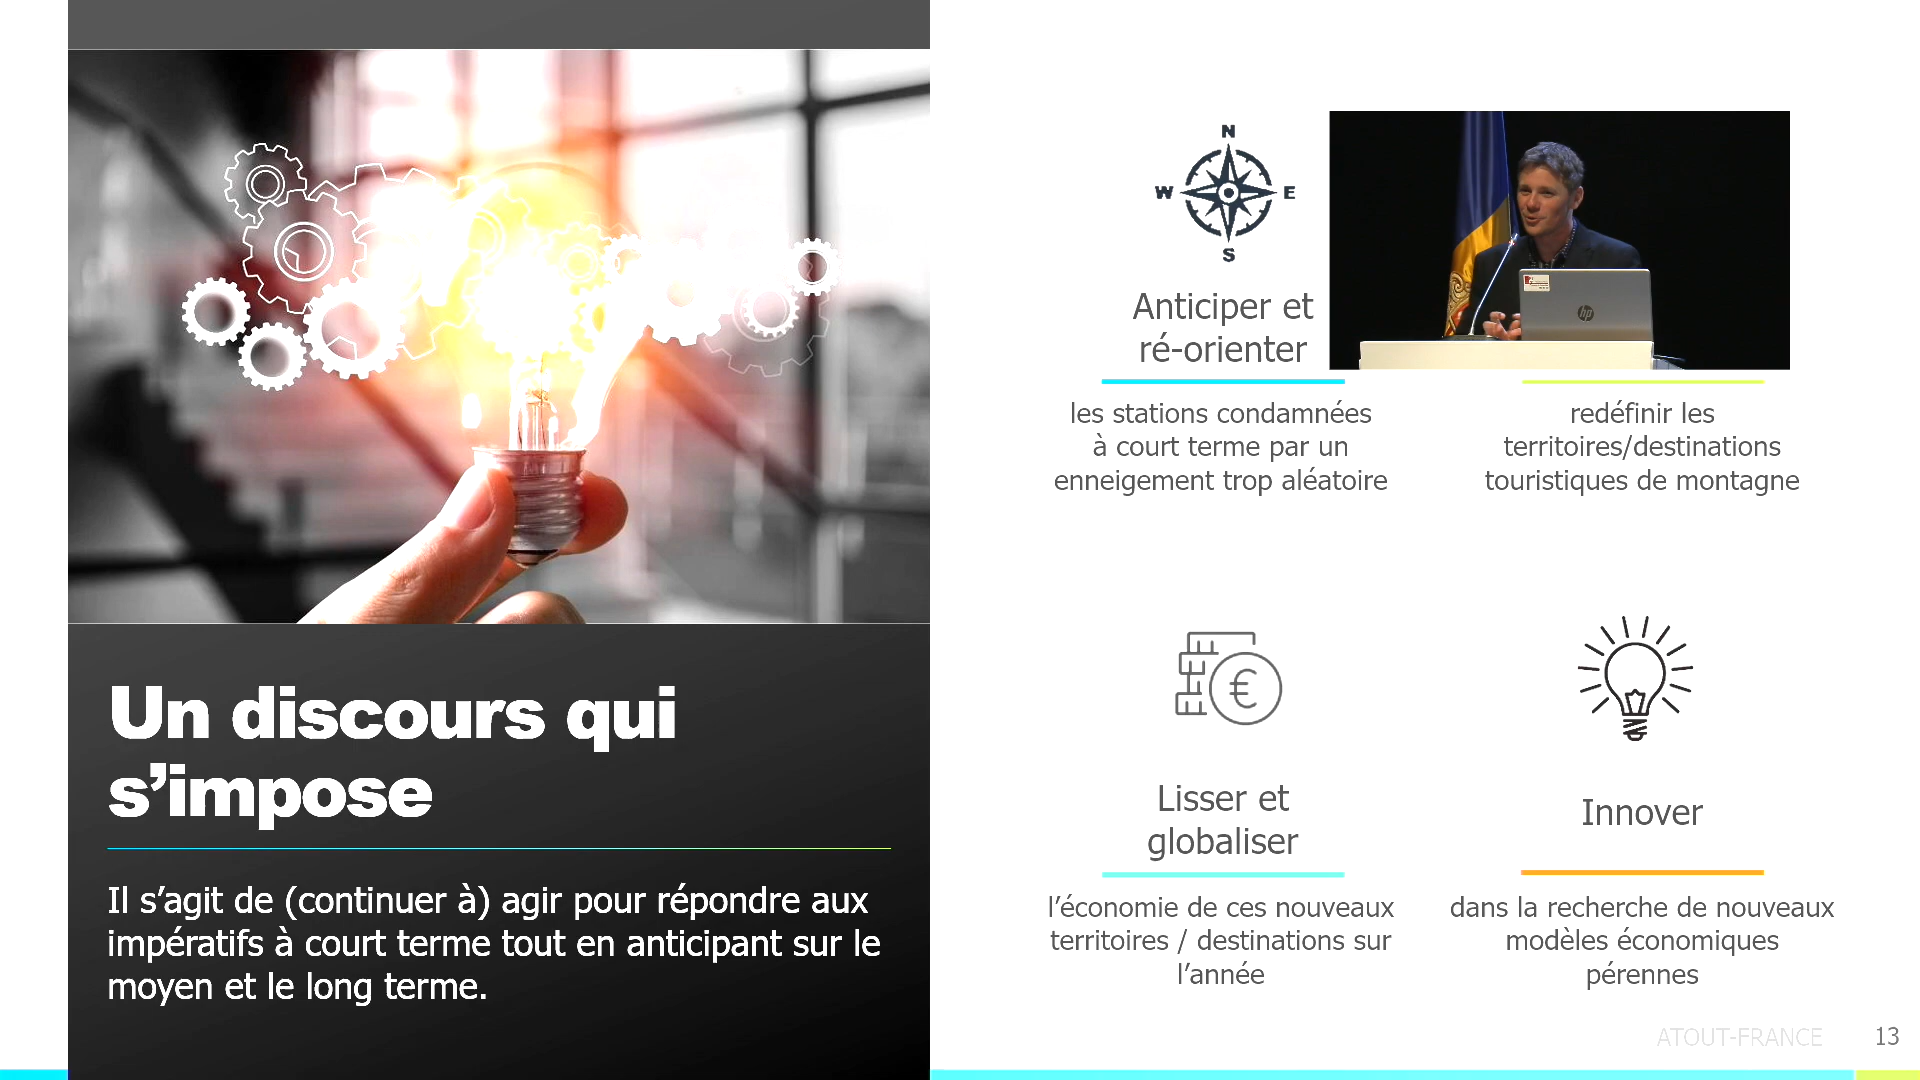 Un discours qui
s’impose
Il s’agit de (continuer à) agir pour répondre aux
impératifs à court terme tout en anticipant sur le
moyen et le long terme.
N
W E
S
Anticiper et
ré-orienter
les stations condamnées
à court terme par un
enneigement trop aléatoire
hp
redéfinir les
territoires/destinations
touristiques de montagne
€
Lisser et
globaliser
l’économie de ces nouveaux
territoires / destinations sur
l’année
Innover
dans la recherche de nouveaux
modèles économiques
pérennes
ATOUT-FRANCE 13